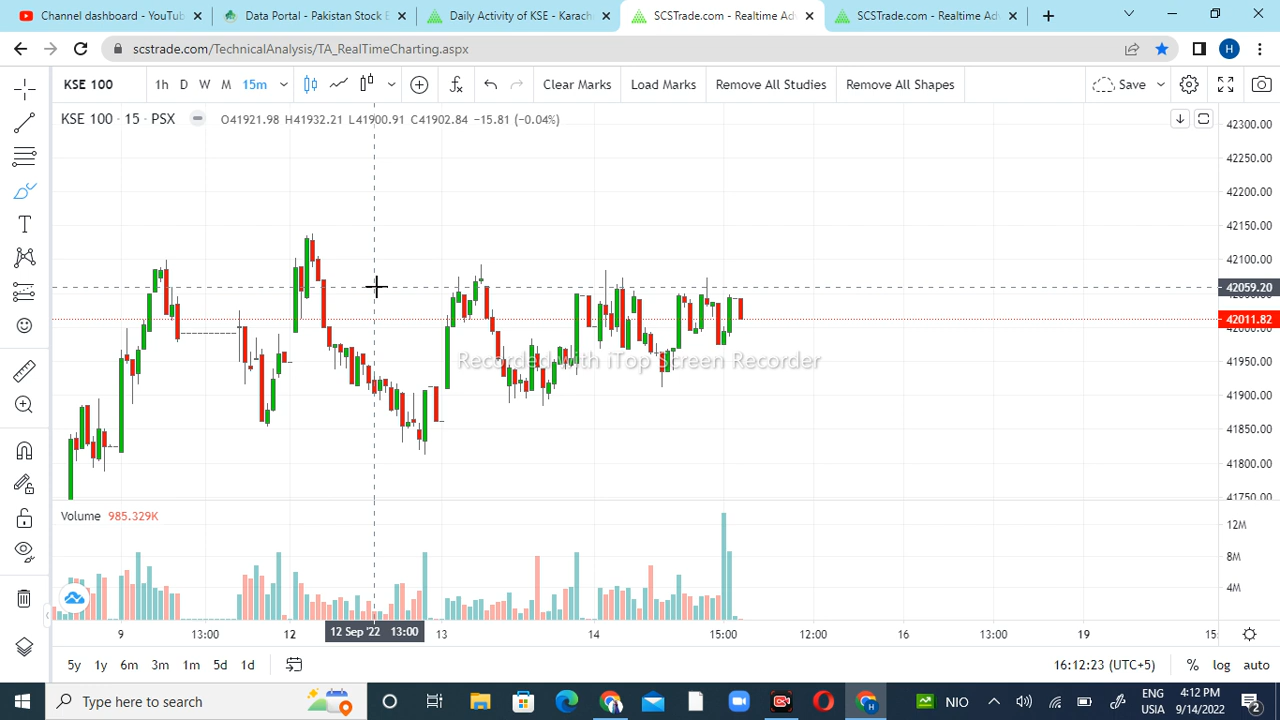 Channel dashboard - YouTub
Data Portal - Pakistan Stock E
Daily Activity of KSE - Karach
SCSTrade.com - Realtime Adv
SCSTrade.com - Realtime Adv
scstrade.com/TechnicalAnalysis/TA_RealTimeCharting.aspx
H
KSE 100 1h D W M 15m Clear Marks Load Marks Remove All Studies Remove All Shapes Save
KSE 100 · 15 · PSX O41921.98 H41932.21 L41900.91 C41902.84 −15.81 (−0.04%)
42300.00
42250.00
42200.00
42150.00
42100.00
42059.20
42011.82
42000.00
41950.00
41900.00
41850.00
41800.00
41750.00
Recorded with iTop Screen Recorder
Volume 985.329K
12M
8M
4M
9 13:00 12 12 Sep '22 13:00 13 14 15:00 12:00 16 13:00 19 15:
5y 1y 6m 3m 1m 5d 1d 16:12:23 (UTC+5) % log auto
Type here to search
NIO
ENG
USIA
4:12 PM
9/14/2022
2